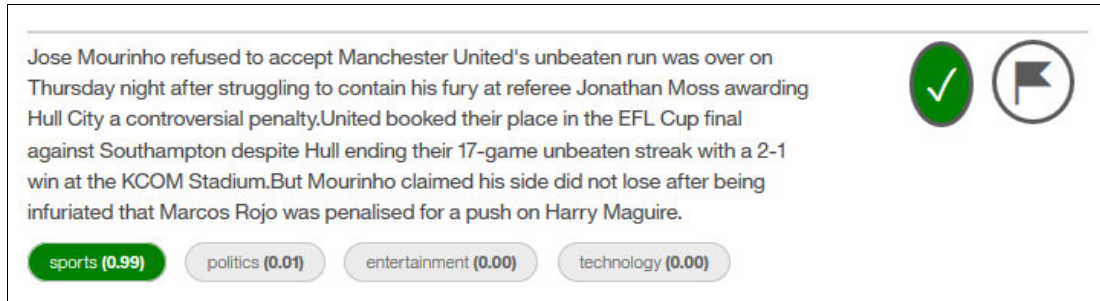 Jose Mourinho refused to accept Manchester United's unbeaten run was over on
Thursday night after struggling to contain his fury at referee Jonathan Moss awarding
Hull City a controversial penalty.United booked their place in the EFL Cup final
against Southampton despite Hull ending their 17-game unbeaten streak with a 2-1
win at the KCOM Stadium.But Mourinho claimed his side did not lose after being
infuriated that Marcos Rojo was penalised for a push on Harry Maguire.
sports (0.99) politics (0.01) entertainment (0.00) technology (0.00)